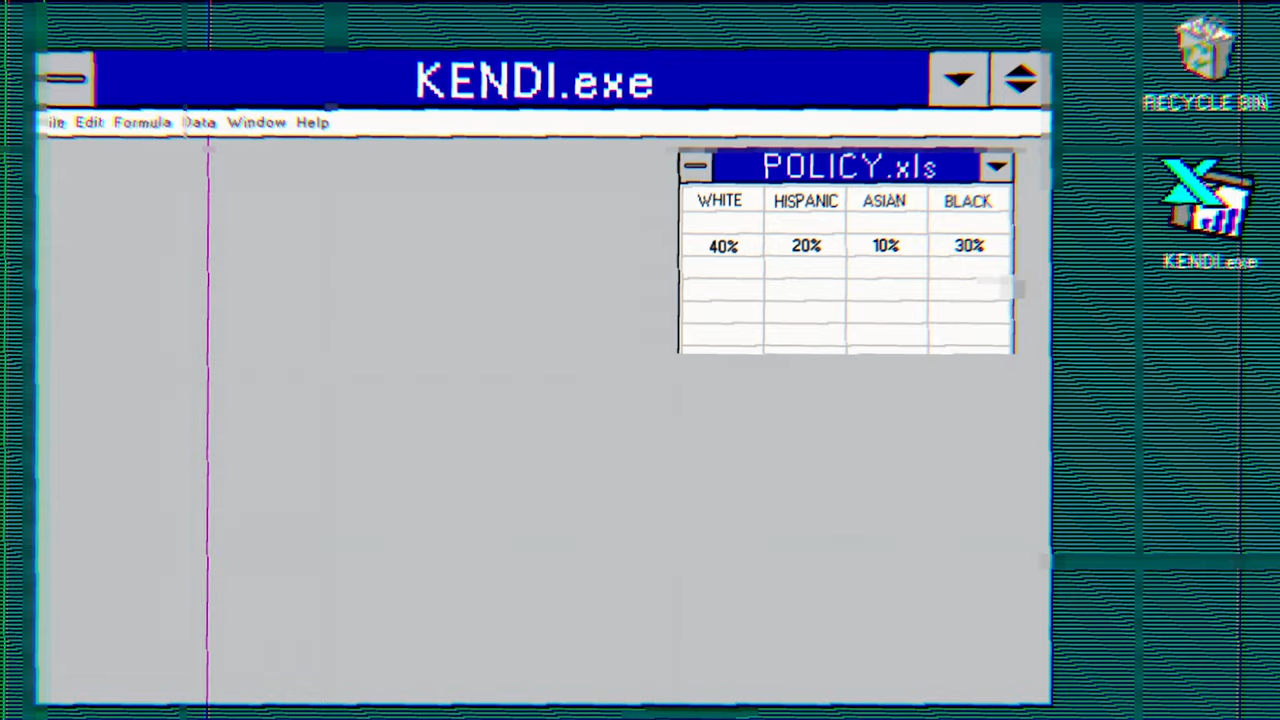 KENDI.exe
ile Edit Formula Data Window Help
POLICY.xls
WHITE HISPANIC ASIAN BLACK
40% 20% 10% 30%
RECYCLE BIN
KENDI.exe